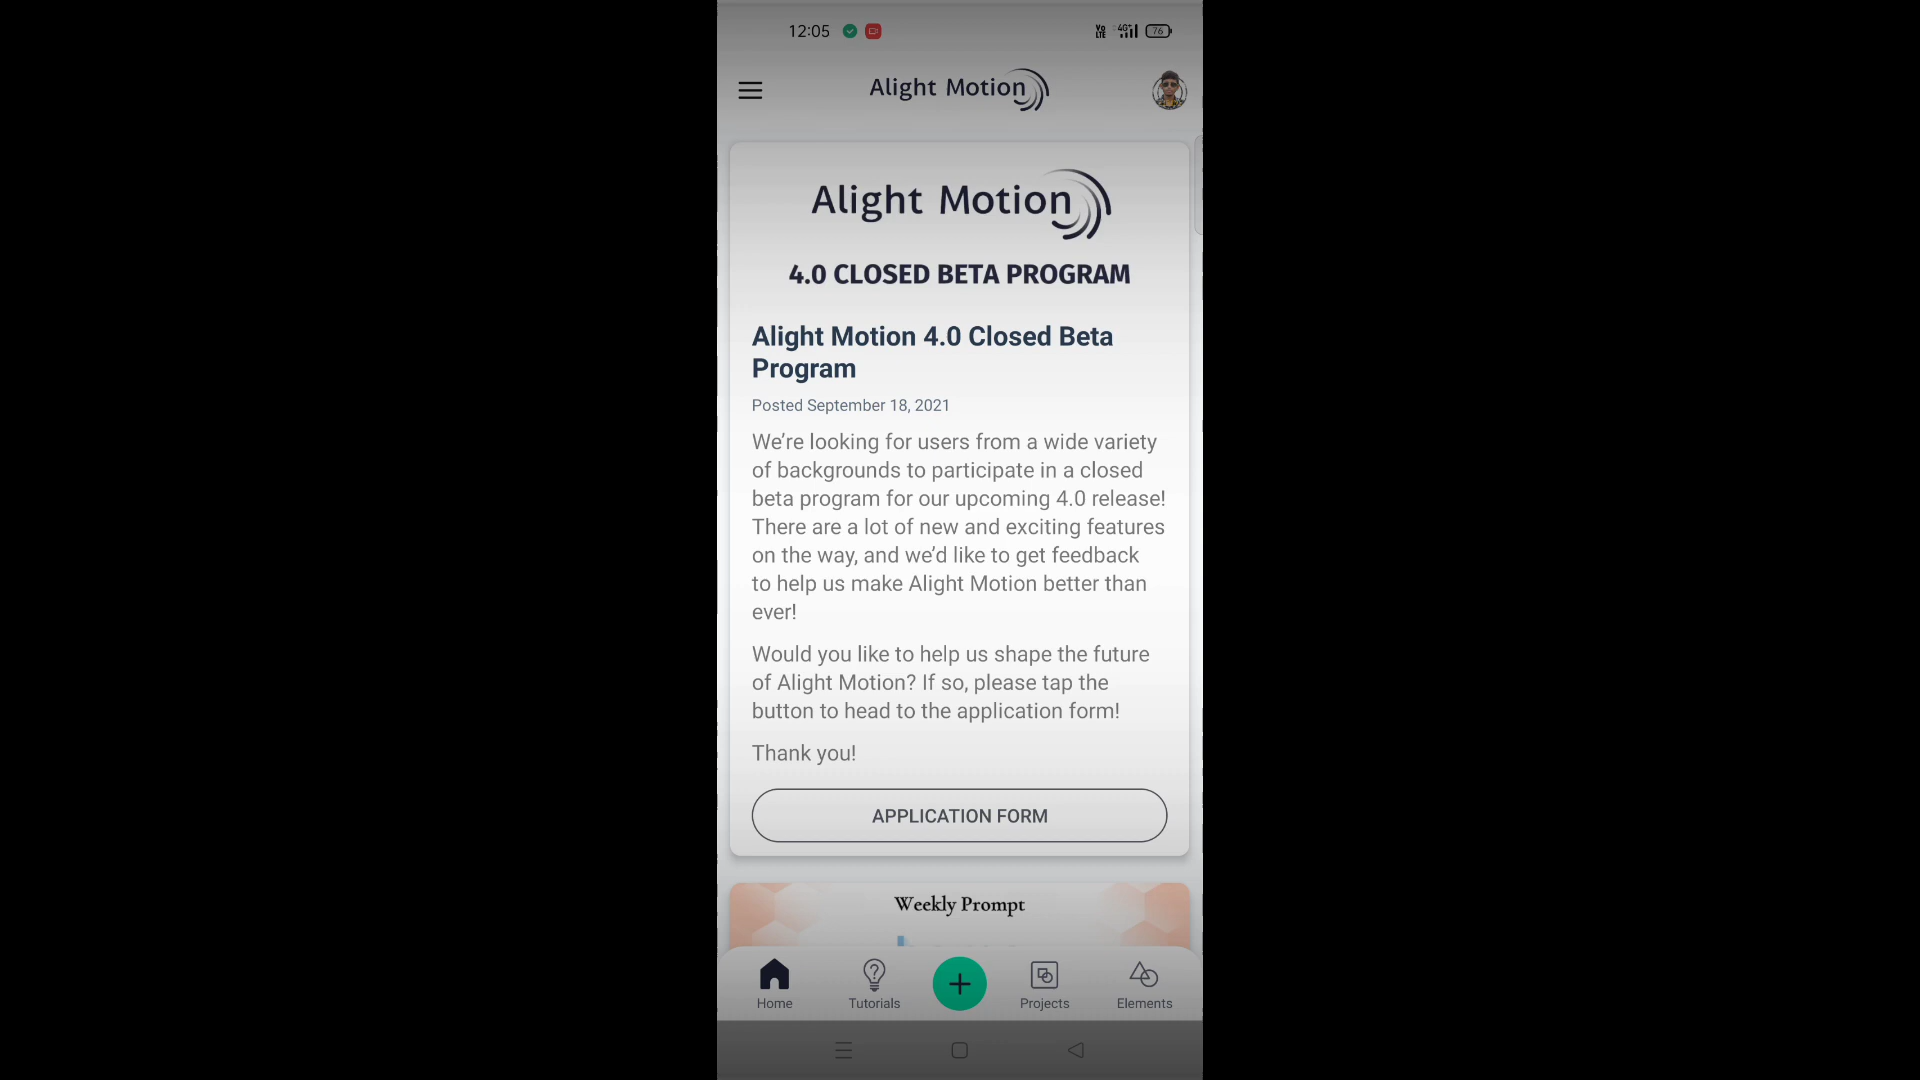 12:05
Vo LTE 4G+ 76
Alight Motion
Alight Motion
4.0 CLOSED BETA PROGRAM
Alight Motion 4.0 Closed Beta
Program
Posted September 18, 2021
We’re looking for users from a wide variety
of backgrounds to participate in a closed
beta program for our upcoming 4.0 release!
There are a lot of new and exciting features
on the way, and we’d like to get feedback
to help us make Alight Motion better than
ever!
Would you like to help us shape the future
of Alight Motion? If so, please tap the
button to head to the application form!
Thank you!
APPLICATION FORM
Weekly Prompt
Home
Tutorials
Projects
Elements